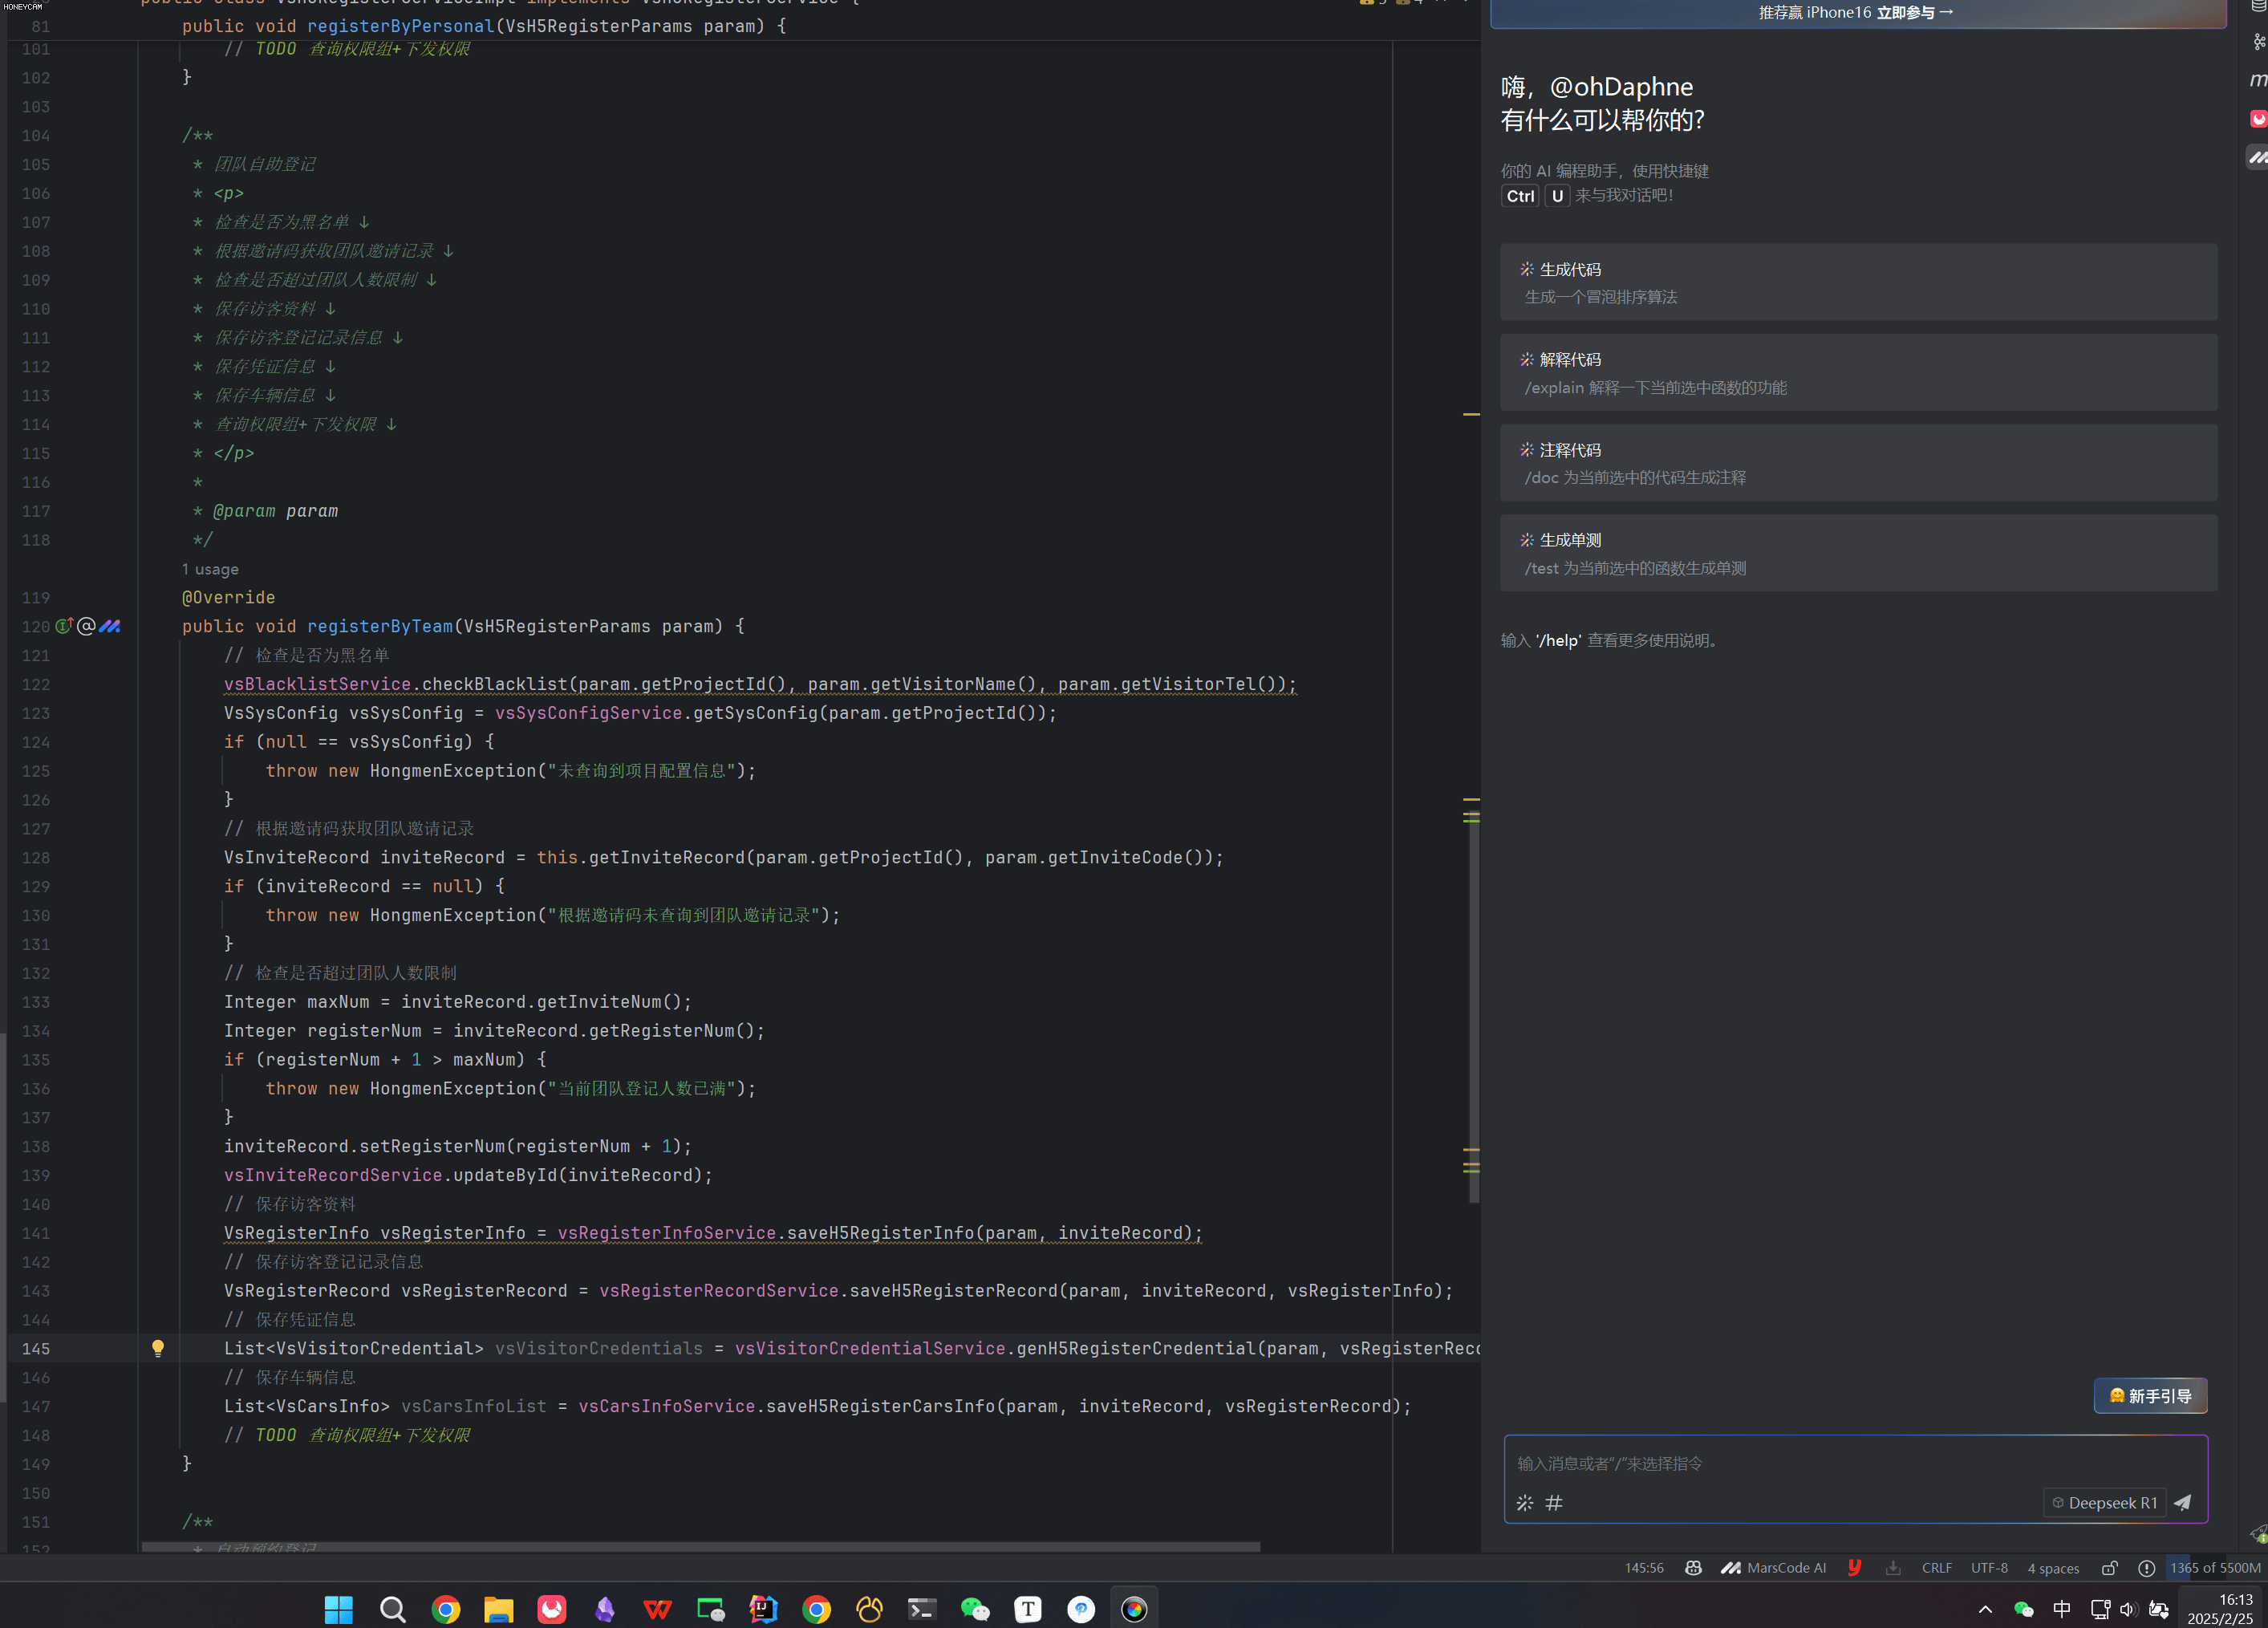 HONEYCAM
81 public void registerByPersonal(VsH5RegisterParams param) {
101 // TODO 查询权限组+下发权限
102 }
103
104 /**
105 * 团队自助登记
106 * <p>
107 * 检查是否为黑名单 ↓
108 * 根据邀请码获取团队邀请记录 ↓
109 * 检查是否超过团队人数限制 ↓
110 * 保存访客资料 ↓
111 * 保存访客登记记录信息 ↓
112 * 保存凭证信息 ↓
113 * 保存车辆信息 ↓
114 * 查询权限组+下发权限 ↓
115 * </p>
116 *
117 * @param param
118 */
1 usage
119 @Override
120 public void registerByTeam(VsH5RegisterParams param) {
121 // 检查是否为黑名单
122 vsBlacklistService.checkBlacklist(param.getProjectId(), param.getVisitorName(), param.getVisitorTel());
123 VsSysConfig vsSysConfig = vsSysConfigService.getSysConfig(param.getProjectId());
124 if (null == vsSysConfig) {
125 throw new HongmenException("未查询到项目配置信息");
126 }
127 // 根据邀请码获取团队邀请记录
128 VsInviteRecord inviteRecord = this.getInviteRecord(param.getProjectId(), param.getInviteCode());
129 if (inviteRecord == null) {
130 throw new HongmenException("根据邀请码未查询到团队邀请记录");
131 }
132 // 检查是否超过团队人数限制
133 Integer maxNum = inviteRecord.getInviteNum();
134 Integer registerNum = inviteRecord.getRegisterNum();
135 if (registerNum + 1 > maxNum) {
136 throw new HongmenException("当前团队登记人数已满");
137 }
138 inviteRecord.setRegisterNum(registerNum + 1);
139 vsInviteRecordService.updateById(inviteRecord);
140 // 保存访客资料
141 VsRegisterInfo vsRegisterInfo = vsRegisterInfoService.saveH5RegisterInfo(param, inviteRecord);
142 // 保存访客登记记录信息
143 VsRegisterRecord vsRegisterRecord = vsRegisterRecordService.saveH5RegisterRecord(param, inviteRecord, vsRegisterInfo);
144 // 保存凭证信息
145 List<VsVisitorCredential> vsVisitorCredentials = vsVisitorCredentialService.genH5RegisterCredential(param, vsRegisterRec
146 // 保存车辆信息
147 List<VsCarsInfo> vsCarsInfoList = vsCarsInfoService.saveH5RegisterCarsInfo(param, inviteRecord, vsRegisterRecord);
148 // TODO 查询权限组+下发权限
149 }
150
151 /**
152 * 自动预约登记
推荐赢 iPhone16 立即参与 →
嗨，@ohDaphne
有什么可以帮你的?
你的 AI 编程助手，使用快捷键
Ctrl U 来与我对话吧!
生成代码
生成一个冒泡排序算法
解释代码
/explain 解释一下当前选中函数的功能
注释代码
/doc 为当前选中的代码生成注释
生成单测
/test 为当前选中的函数生成单测
输入 '/help' 查看更多使用说明。
新手引导
输入消息或者“/”来选择指令
Deepseek R1
145:56 MarsCode AI CRLF UTF-8 4 spaces 1365 of 5500M
中 16:13
2025/2/25